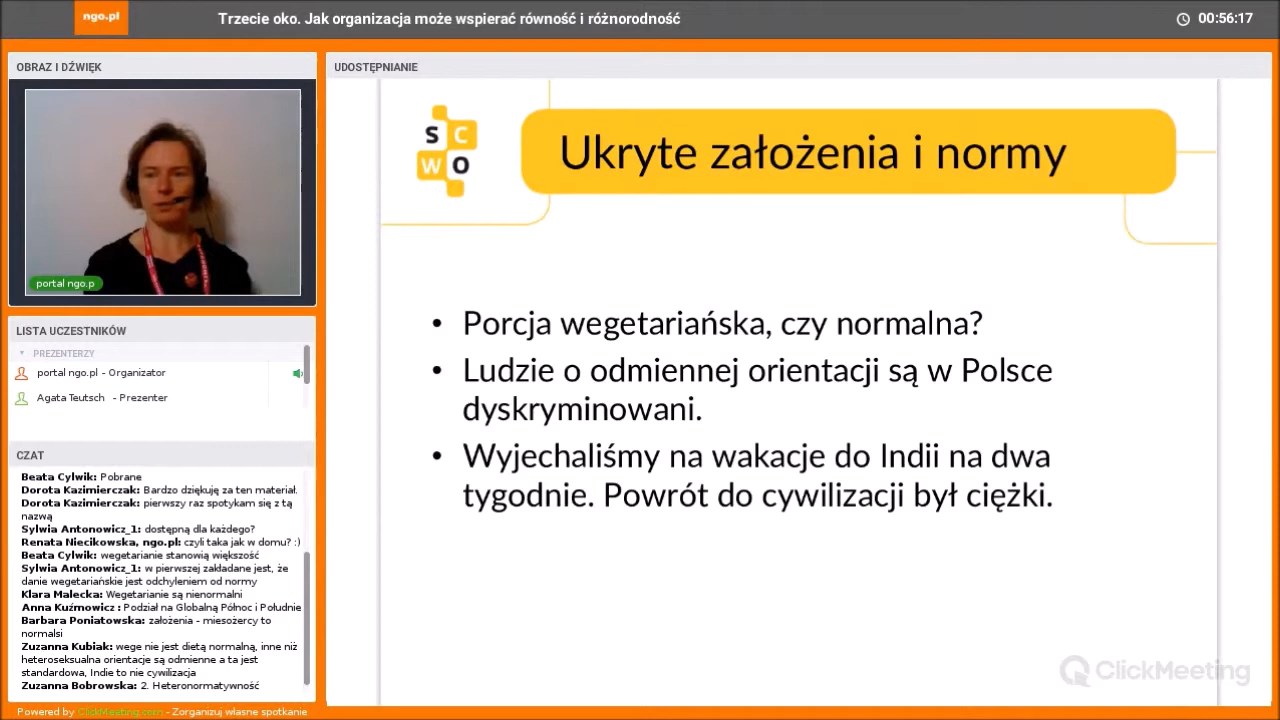 ngo.pl
Trzecie oko. Jak organizacja może wspierać równość i różnorodność
00:56:17
OBRAZ I DŹWIĘK
portal ngo.p
LISTA UCZESTNIKÓW
PREZENTERZY
portal ngo.pl - Organizator
Agata Teutsch - Prezenter
CZAT
Beata Cylwik: Pobrane
Dorota Kazimierczak: Bardzo dziękuję za ten materiał.
Dorota Kazimierczak: pierwszy raz spotykam się z tą
nazwą
Sylwia Antonowicz_1: dostępną dla każdego?
Renata Niecikowska, ngo.pl: czyli taka jak w domu? :)
Beata Cylwik: wegetarianie stanowią większość
Sylwia Antonowicz_1: w pierwszej zakładane jest, że
danie wegetariańskie jest odchyleniem od normy
Klara Malecka: Wegetarianie są nienormalni
Anna Kuźmowicz : Podział na Globalną Północ i Południe
Barbara Poniatowska: założenia - miesożercy to
normalsi
Zuzanna Kubiak: wege nie jest dietą normalną, inne niż
heteroseksualna orientacje są odmienne a ta jest
standardowa, Indie to nie cywilizacja
Zuzanna Bobrowska: 2. Heteronormatywność
Powered by ClickMeeting.com - Zorganizuj własne spotkanie
UDOSTĘPNIANIE
SCWO
Ukryte założenia i normy
• Porcja wegetariańska, czy normalna?
• Ludzie o odmiennej orientacji są w Polsce
dyskryminowani.
• Wyjechaliśmy na wakacje do Indii na dwa
tygodnie. Powrót do cywilizacji był ciężki.
ClickMeeting